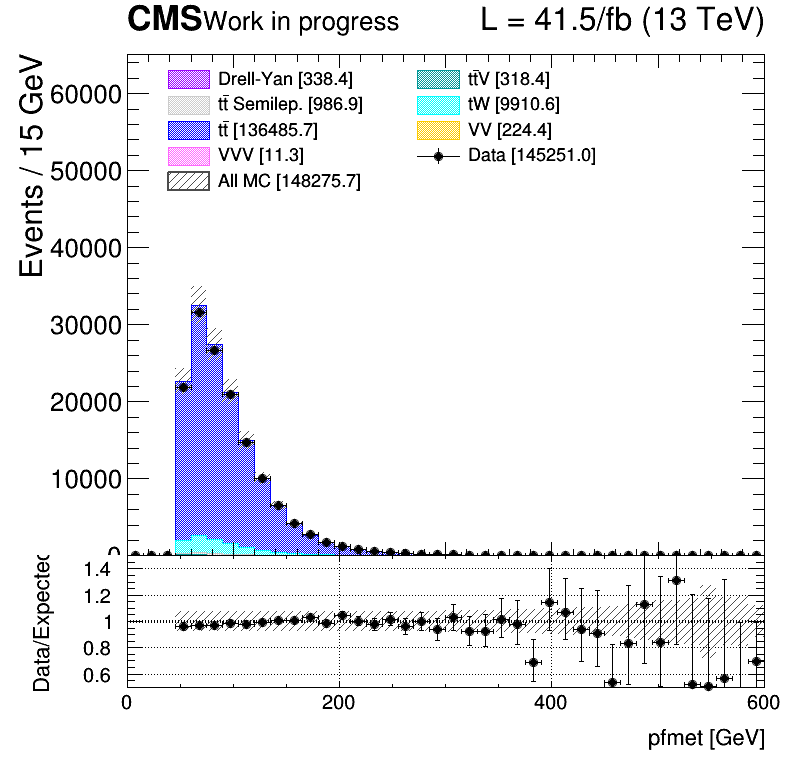 CMS Work in progress L = 41.5/fb (13 TeV)
Events / 15 GeV
60000
50000
40000
30000
20000
10000
0
Drell-Yan [338.4]
tt̄ Semilep. [986.9]
tt̄ [136485.7]
VVV [11.3]
All MC [148275.7]
tt̄V [318.4]
tW [9910.6]
VV [224.4]
Data [145251.0]
Data/Expected
1.4
1.2
1
0.8
0.6
0 200 400 600
pfmet [GeV]